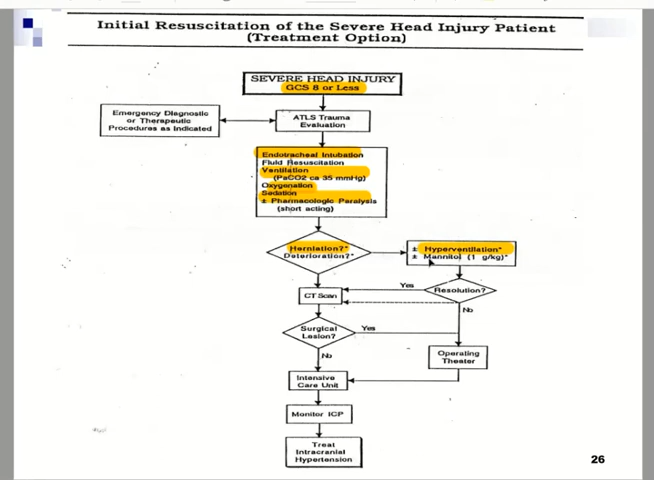 Initial Resuscitation of the Severe Head Injury Patient
(Treatment Option)
SEVERE HEAD INJURY
GCS 8 or Less
Emergency Diagnostic
or Therapeutic
Procedures as Indicated
ATLS Trauma
Evaluation
Endotracheal Intubation
Fluid Resuscitation
Ventilation
(PaCO2 ca 35 mmHg)
Oxygenation
Sedation
± Pharmacologic Paralysis
(short acting)
Herniation?*
Deterioration?*
± Hyperventilation*
± Mannitol (1 g/kg)*
Yes
Resolution?
CT Scan
No
Surgical
Lesion?
Yes
No
Operating
Theater
Intensive
Care Unit
Monitor ICP
Treat
Intracranial
Hypertension
26